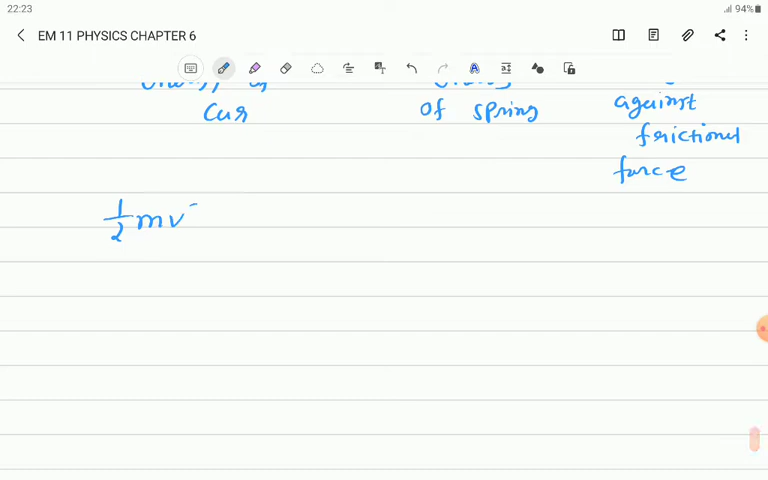 22:23
94%
EM 11 PHYSICS CHAPTER 6
Car
of spring
against
frictional
force
1/2 mv